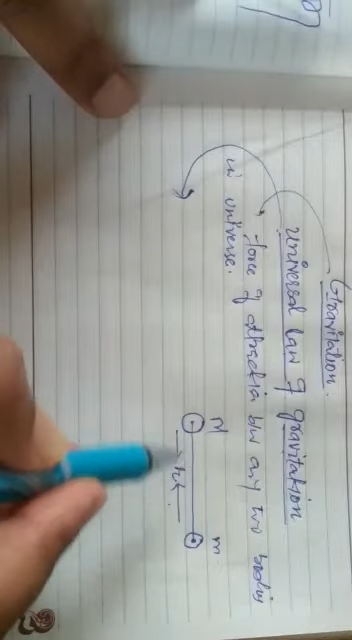 Gravitation.
Universal law of gravitation
force of attraction b/w any two bodies
in universe.
M m
r